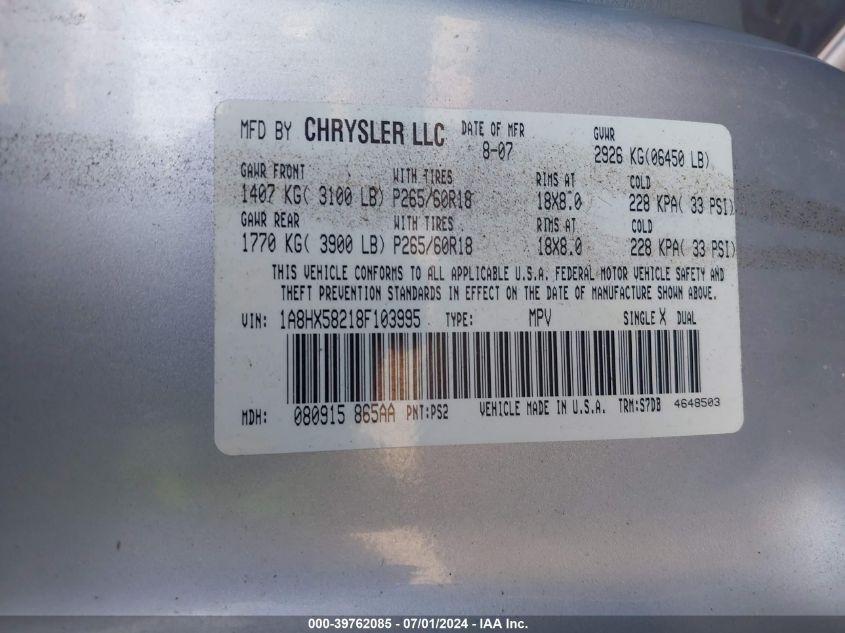 MFD BY CHRYSLER LLC DATE OF MFR 8-07 GVWR 2926 KG(06450 LB)
GAWR FRONT WITH TIRES RIMS AT COLD
1407 KG( 3100 LB) P265/60R18 18X8.0 228 KPA( 33 PSI)
GAWR REAR WITH TIRES RIMS AT COLD
1770 KG( 3900 LB) P265/60R18 18X8.0 228 KPA( 33 PSI)
THIS VEHICLE CONFORMS TO ALL APPLICABLE U.S.A. FEDERAL MOTOR VEHICLE SAFETY AND
THEFT PREVENTION STANDARDS IN EFFECT ON THE DATE OF MANUFACTURE SHOWN ABOVE.
VIN: 1A8HX58218F103995 TYPE: MPV SINGLE X DUAL
MDH: 080915 865AA PNT:PS2 VEHICLE MADE IN U.S.A. TRM:S7DB 4648503
000-39762085 - 07/01/2024 - IAA Inc.